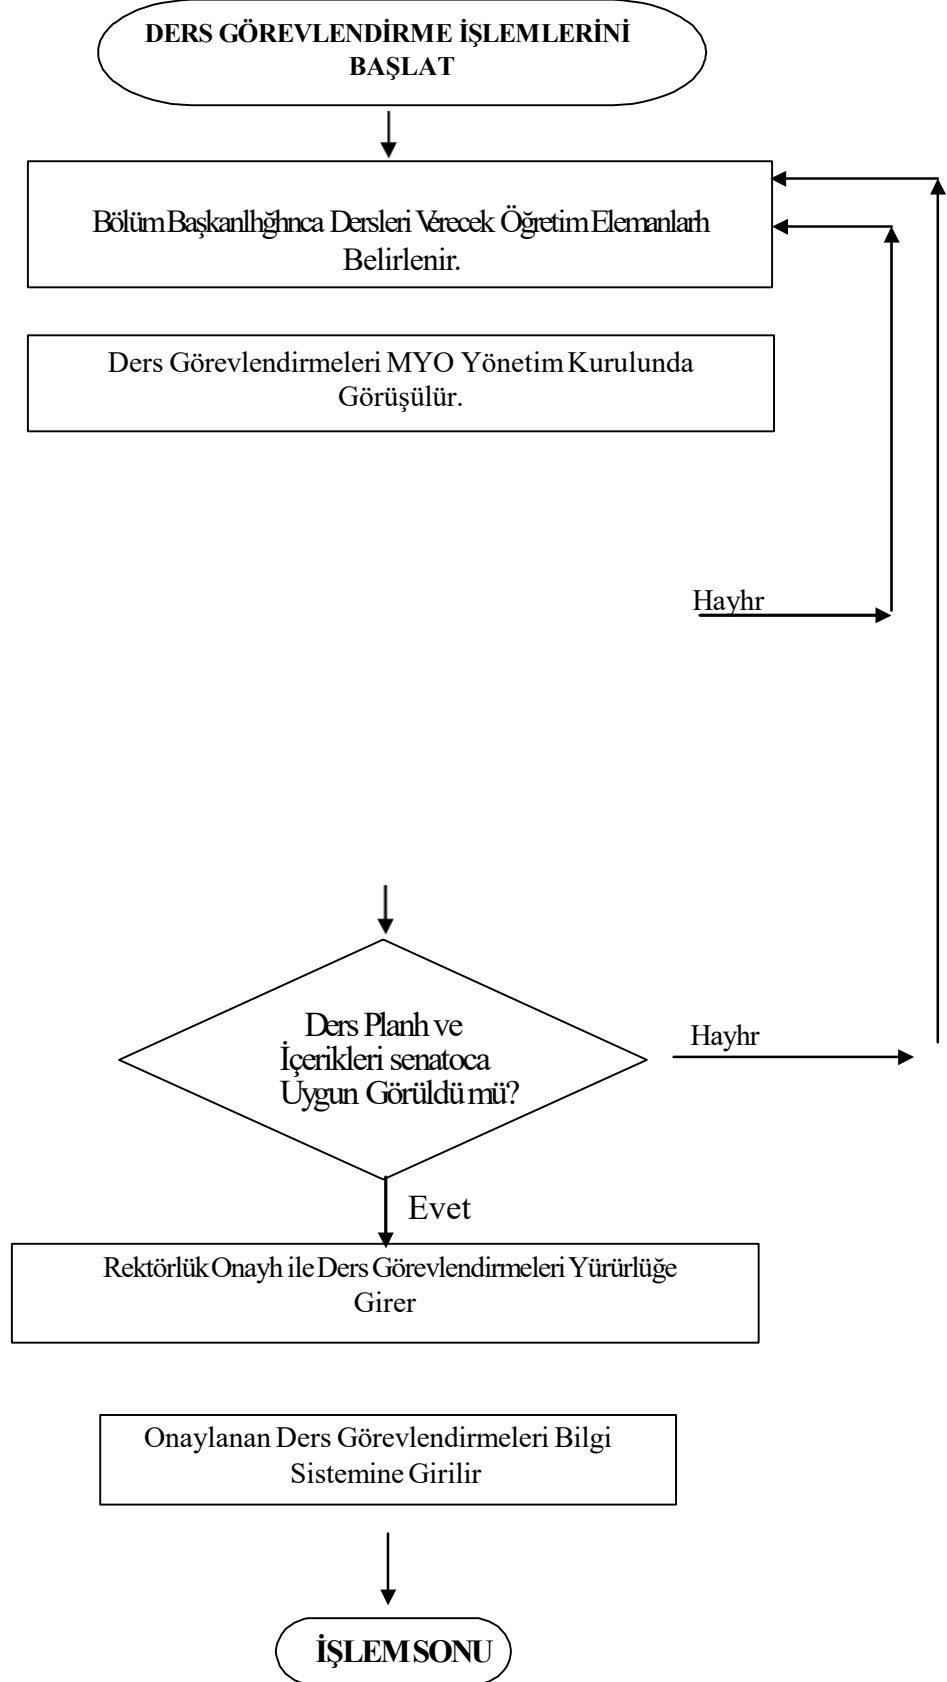 DERS GÖREVLENDİRME İŞLEMLERİNİ
BAŞLAT
Bölüm Başkanlhğhnca Dersleri Verecek Öğretim Elemanlarh
Belirlenir.
Ders Görevlendirmeleri MYO Yönetim Kurulunda
Görüşülür.
Hayhr
Ders Planh ve
İçerikleri senatoca
Uygun Görüldü mü?
Hayhr
Evet
Rektörlük Onayh ile Ders Görevlendirmeleri Yürürlüğe
Girer
Onaylanan Ders Görevlendirmeleri Bilgi
Sistemine Girilir
İŞLEM SONU